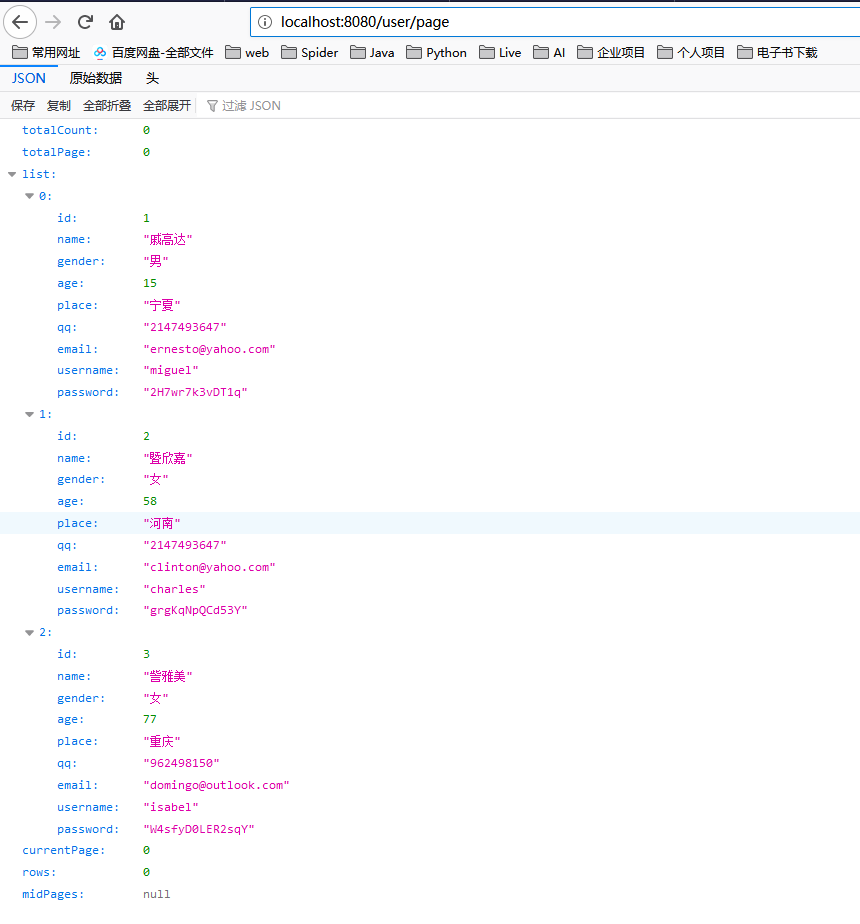 localhost:8080/user/page
常用网址 百度网盘-全部文件 web Spider Java Python Live AI 企业项目 个人项目 电子书下载
JSON 原始数据 头
保存 复制 全部折叠 全部展开 过滤 JSON
totalCount: 0
totalPage: 0
list:
0:
id: 1
name: "戚高达"
gender: "男"
age: 15
place: "宁夏"
qq: "2147493647"
email: "ernesto@yahoo.com"
username: "miguel"
password: "2H7wr7k3vDT1q"
1:
id: 2
name: "暨欣嘉"
gender: "女"
age: 58
place: "河南"
qq: "2147493647"
email: "clinton@yahoo.com"
username: "charles"
password: "grgKqNpQCd53Y"
2:
id: 3
name: "訾雅美"
gender: "女"
age: 77
place: "重庆"
qq: "962498150"
email: "domingo@outlook.com"
username: "isabel"
password: "W4sfyD0LER2sqY"
currentPage: 0
rows: 0
midPages: null